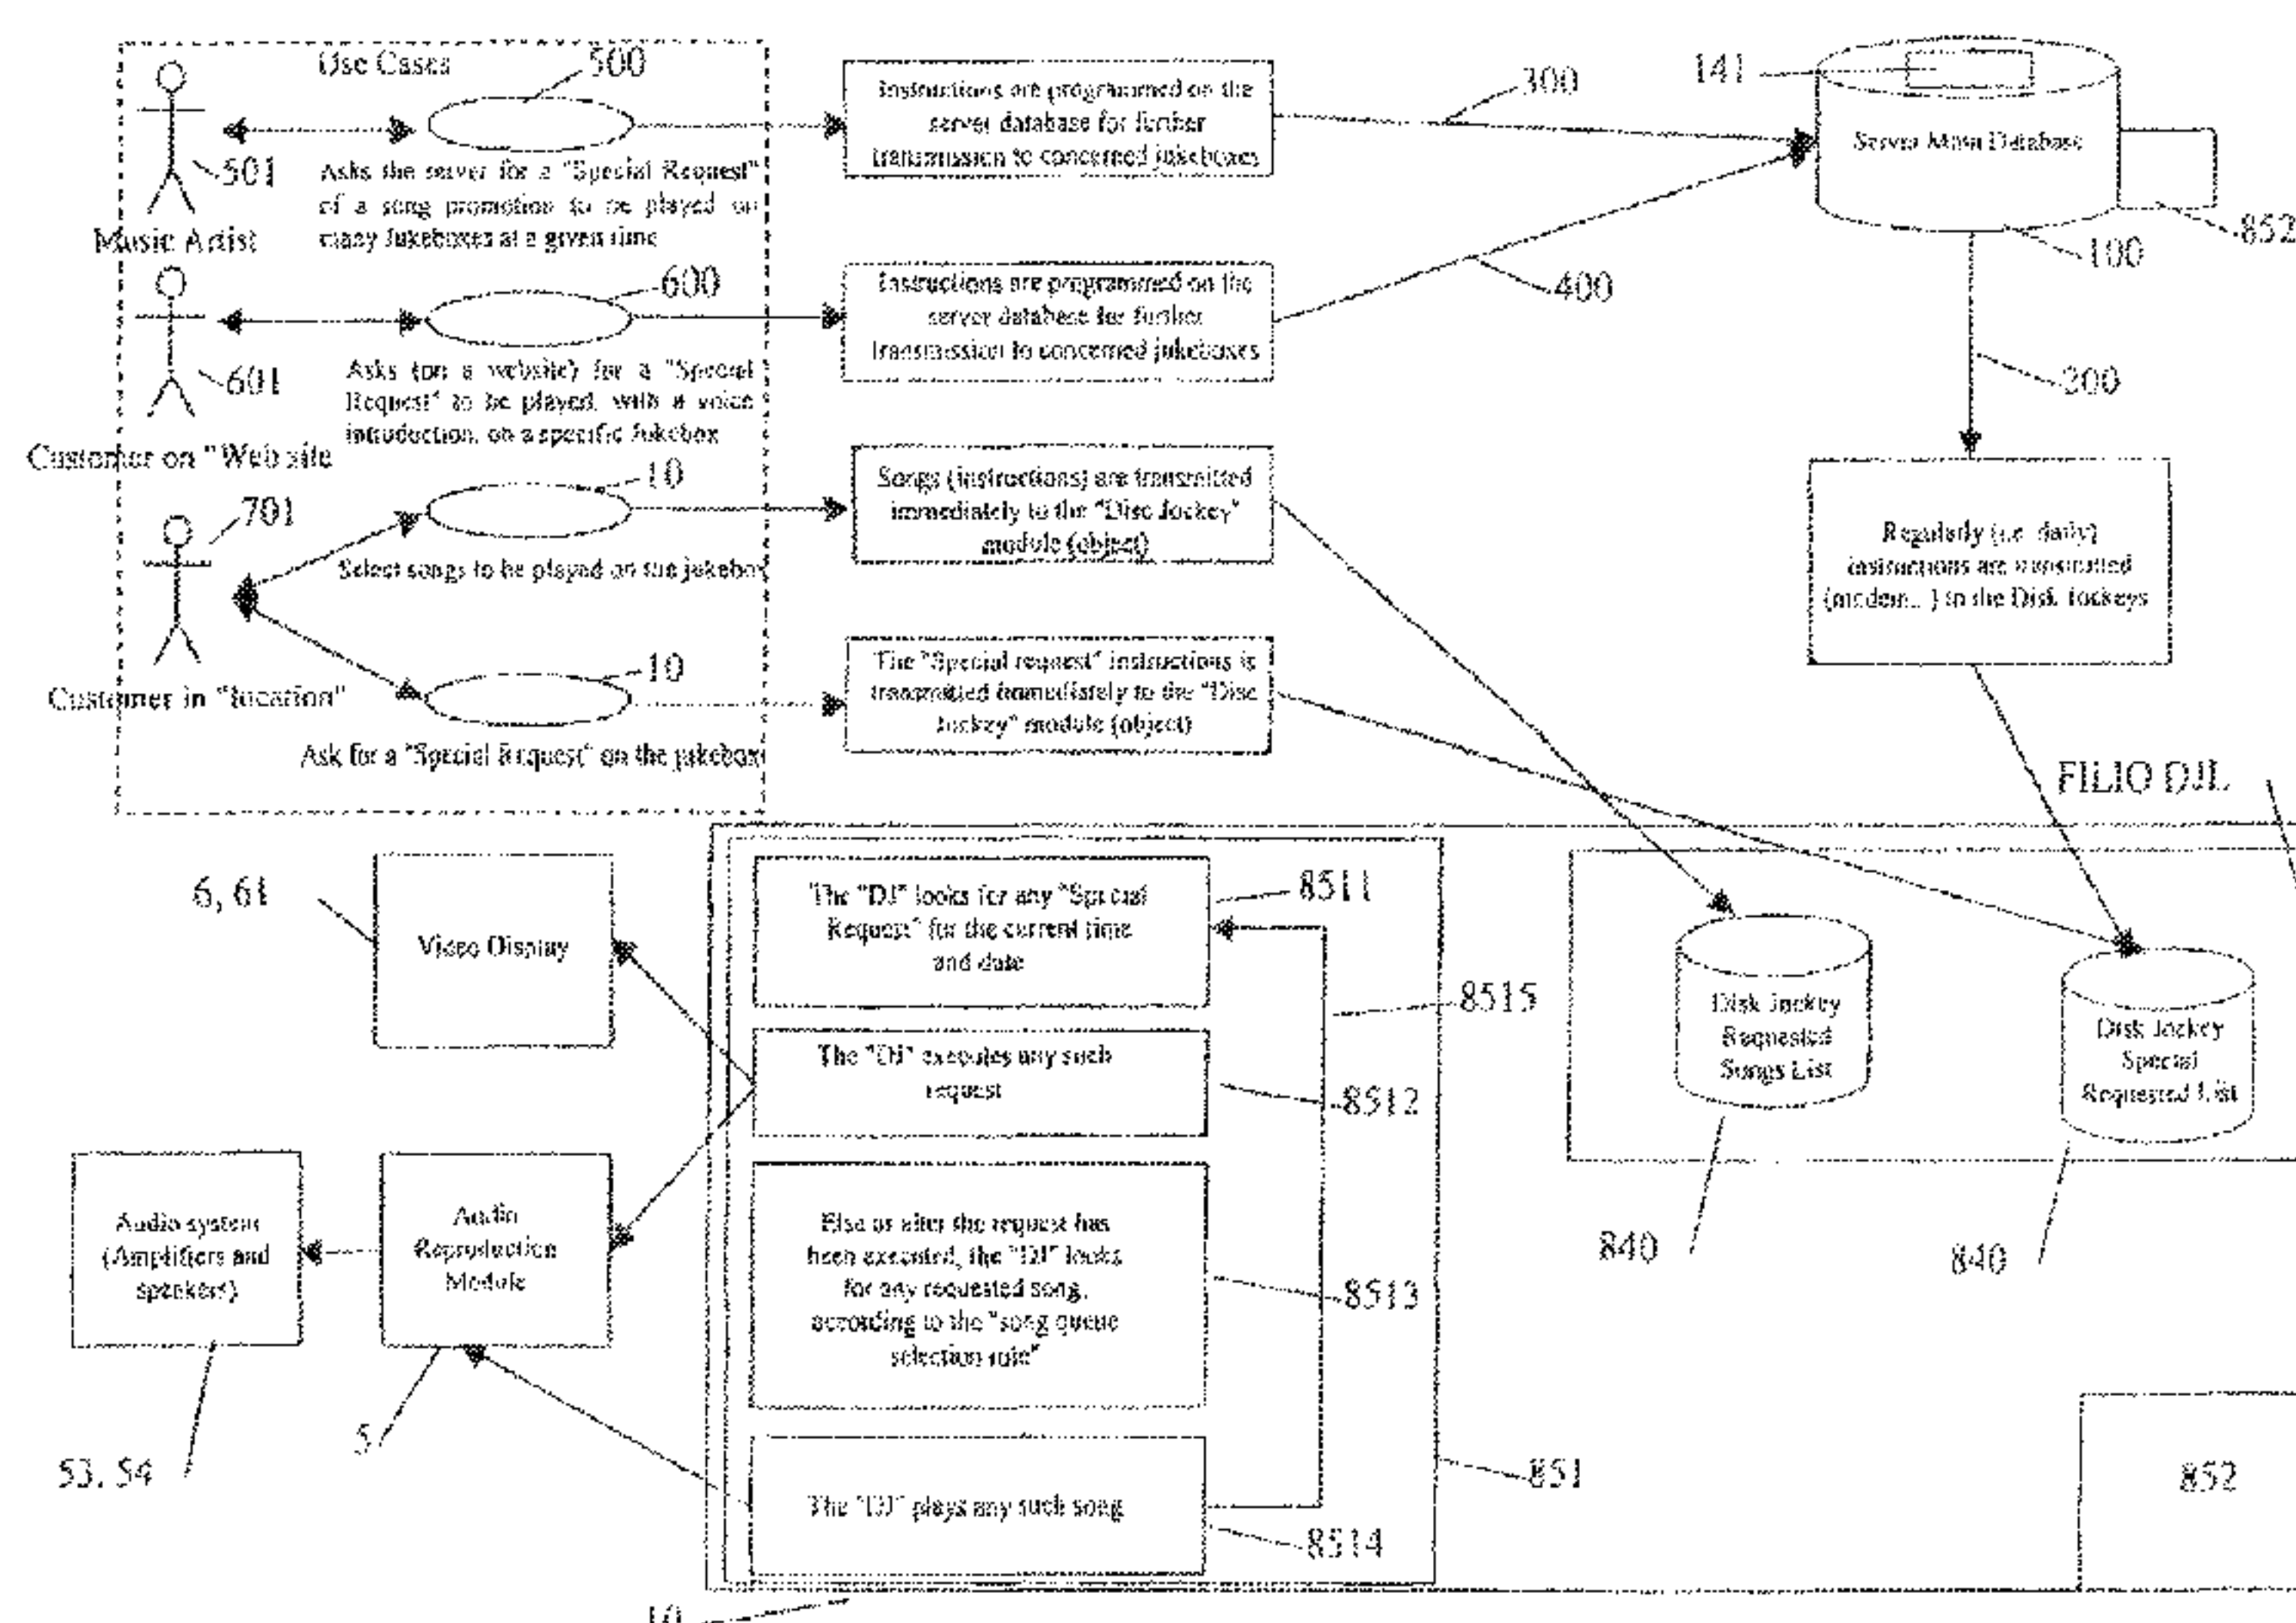 Use Cases
500
501
Asks the server for a "Special Request"
of a song promotion to be played on
many Jukeboxes at a given time
Music Artist
Instructions are programmed on the
server database for further
transmission to concerned jukeboxes
300
141
Server Main Database
852
100
600
601
Asks (on a website) for a "Special
Request" to be played, with a voice
introduction, on a specific Jukebox
Customer on "Web site
Instructions are programmed on the
server database for further
transmission to concerned jukeboxes
400
200
701
10
Select songs to be played on the jukebox
Songs (instructions) are transmitted
immediately to the "Disc Jockey"
module (object)
Regularly (i.e. daily)
instructions are transmitted
(modem...) to the Disk Jockeys
10
Customer in "location"
Ask for a "Special Request" on the jukebox
The "Special request" instructions is
transmitted immediately to the "Disc
Jockey" module (object)
FILIO DJL
6, 61
Video Display
The "DJ" looks for any "Special
Request" for the current time
and date
8511
8515
The "DJ" executes any such
request
8512
Disk Jockey
Requested
Songs List
Disk Jockey
Special
Requested List
840
840
Audio system
(Amplifiers and
speakers)
Audio
Reproduction
Module
Else or after the request has
been executed, the "DJ" looks
for any requested song,
according to the "song queue
selection rule"
8513
53, 54
5
The "DJ" plays any such song
8514
851
852
10